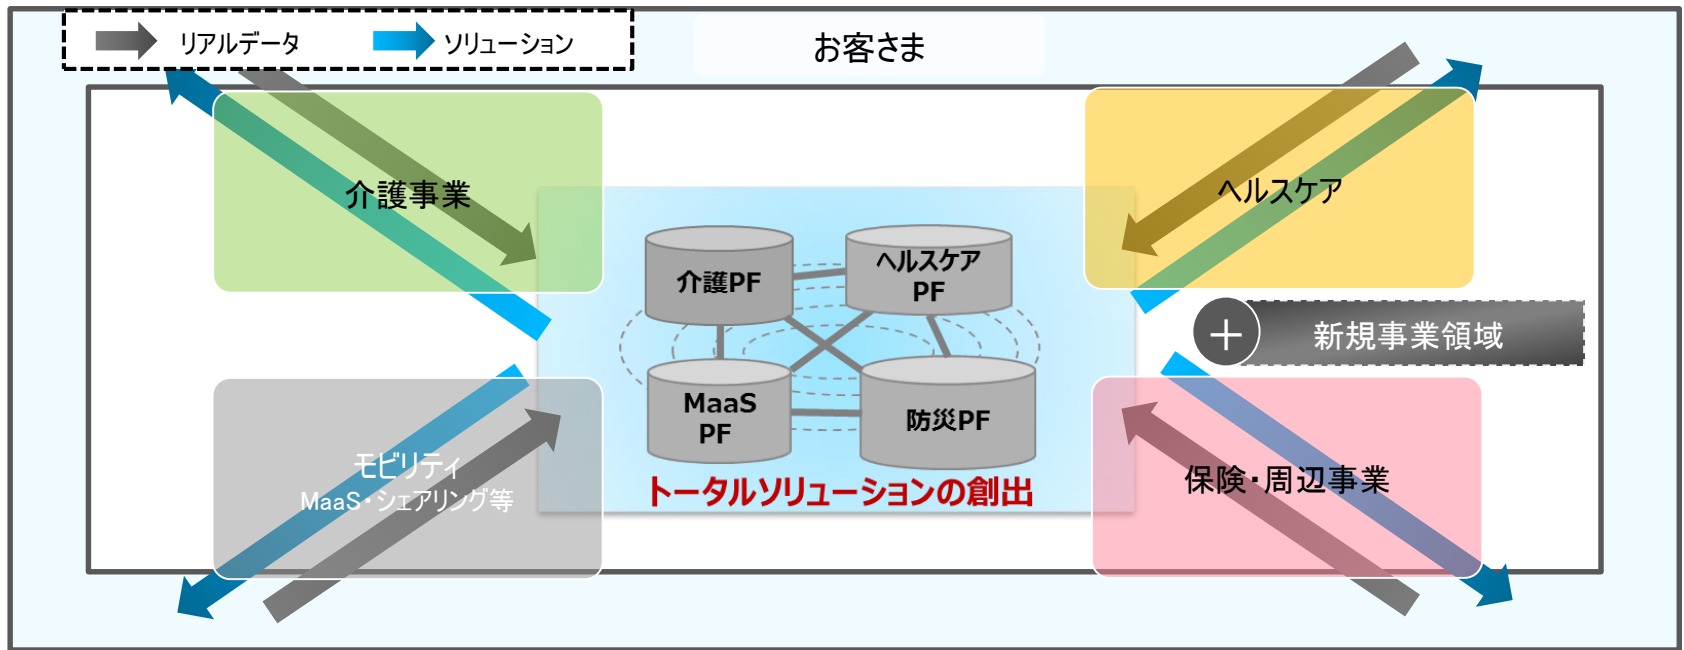 リアルデータ
ソリューション
お客さま
介護事業
ヘルスケア
介護PF
ヘルスケア
PF
＋
新規事業領域
MaaS
PF
防災PF
モビリティ
MaaS・シェアリング等
トータルソリューションの創出
保険・周辺事業